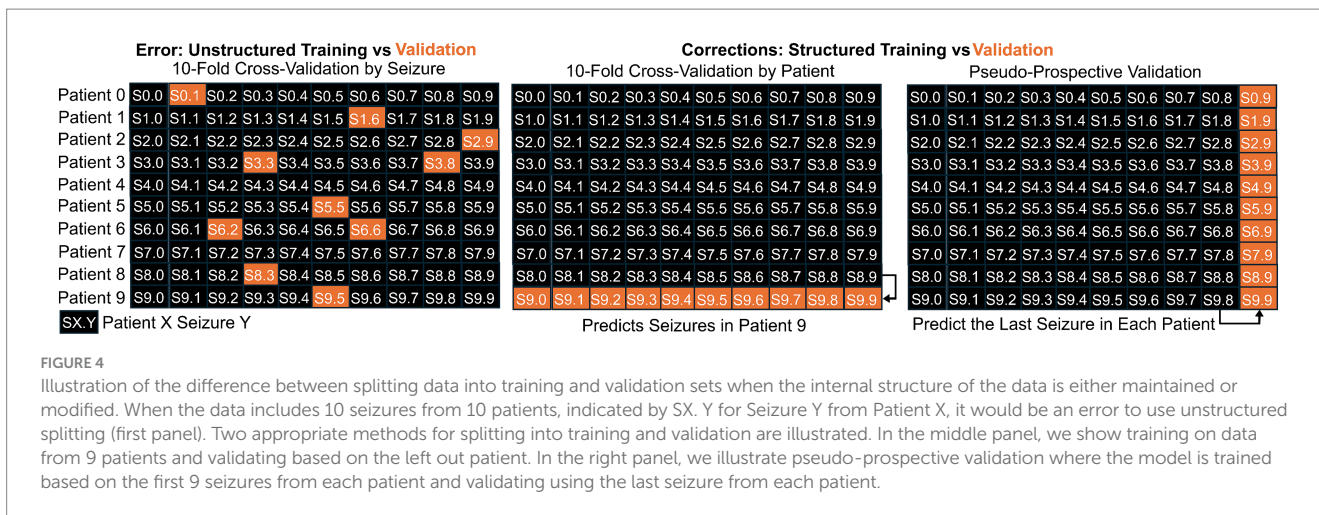 Error: Unstructured Training vs Validation
10-Fold Cross-Validation by Seizure
Patient 0 S0.0 S0.1 S0.2 S0.3 S0.4 S0.5 S0.6 S0.7 S0.8 S0.9
Patient 1 S1.0 S1.1 S1.2 S1.3 S1.4 S1.5 S1.6 S1.7 S1.8 S1.9
Patient 2 S2.0 S2.1 S2.2 S2.3 S2.4 S2.5 S2.6 S2.7 S2.8 S2.9
Patient 3 S3.0 S3.1 S3.2 S3.3 S3.4 S3.5 S3.6 S3.7 S3.8 S3.9
Patient 4 S4.0 S4.1 S4.2 S4.3 S4.4 S4.5 S4.6 S4.7 S4.8 S4.9
Patient 5 S5.0 S5.1 S5.2 S5.3 S5.4 S5.5 S5.6 S5.7 S5.8 S5.9
Patient 6 S6.0 S6.1 S6.2 S6.3 S6.4 S6.5 S6.6 S6.7 S6.8 S6.9
Patient 7 S7.0 S7.1 S7.2 S7.3 S7.4 S7.5 S7.6 S7.7 S7.8 S7.9
Patient 8 S8.0 S8.1 S8.2 S8.3 S8.4 S8.5 S8.6 S8.7 S8.8 S8.9
Patient 9 S9.0 S9.1 S9.2 S9.3 S9.4 S9.5 S9.6 S9.7 S9.8 S9.9
SX.Y Patient X Seizure Y
Corrections: Structured Training vs Validation
10-Fold Cross-Validation by Patient
S0.0 S0.1 S0.2 S0.3 S0.4 S0.5 S0.6 S0.7 S0.8 S0.9
S1.0 S1.1 S1.2 S1.3 S1.4 S1.5 S1.6 S1.7 S1.8 S1.9
S2.0 S2.1 S2.2 S2.3 S2.4 S2.5 S2.6 S2.7 S2.8 S2.9
S3.0 S3.1 S3.2 S3.3 S3.4 S3.5 S3.6 S3.7 S3.8 S3.9
S4.0 S4.1 S4.2 S4.3 S4.4 S4.5 S4.6 S4.7 S4.8 S4.9
S5.0 S5.1 S5.2 S5.3 S5.4 S5.5 S5.6 S5.7 S5.8 S5.9
S6.0 S6.1 S6.2 S6.3 S6.4 S6.5 S6.6 S6.7 S6.8 S6.9
S7.0 S7.1 S7.2 S7.3 S7.4 S7.5 S7.6 S7.7 S7.8 S7.9
S8.0 S8.1 S8.2 S8.3 S8.4 S8.5 S8.6 S8.7 S8.8 S8.9
S9.0 S9.1 S9.2 S9.3 S9.4 S9.5 S9.6 S9.7 S9.8 S9.9
Predicts Seizures in Patient 9
Pseudo-Prospective Validation
S0.0 S0.1 S0.2 S0.3 S0.4 S0.5 S0.6 S0.7 S0.8 S0.9
S1.0 S1.1 S1.2 S1.3 S1.4 S1.5 S1.6 S1.7 S1.8 S1.9
S2.0 S2.1 S2.2 S2.3 S2.4 S2.5 S2.6 S2.7 S2.8 S2.9
S3.0 S3.1 S3.2 S3.3 S3.4 S3.5 S3.6 S3.7 S3.8 S3.9
S4.0 S4.1 S4.2 S4.3 S4.4 S4.5 S4.6 S4.7 S4.8 S4.9
S5.0 S5.1 S5.2 S5.3 S5.4 S5.5 S5.6 S5.7 S5.8 S5.9
S6.0 S6.1 S6.2 S6.3 S6.4 S6.5 S6.6 S6.7 S6.8 S6.9
S7.0 S7.1 S7.2 S7.3 S7.4 S7.5 S7.6 S7.7 S7.8 S7.9
S8.0 S8.1 S8.2 S8.3 S8.4 S8.5 S8.6 S8.7 S8.8 S8.9
S9.0 S9.1 S9.2 S9.3 S9.4 S9.5 S9.6 S9.7 S9.8 S9.9
Predict the Last Seizure in Each Patient
FIGURE 4
Illustration of the difference between splitting data into training and validation sets when the internal structure of the data is either maintained or
modified. When the data includes 10 seizures from 10 patients, indicated by SX. Y for Seizure Y from Patient X, it would be an error to use unstructured
splitting (first panel). Two appropriate methods for splitting into training and validation are illustrated. In the middle panel, we show training on data
from 9 patients and validating based on the left out patient. In the right panel, we illustrate pseudo-prospective validation where the model is trained
based on the first 9 seizures from each patient and validating using the last seizure from each patient.